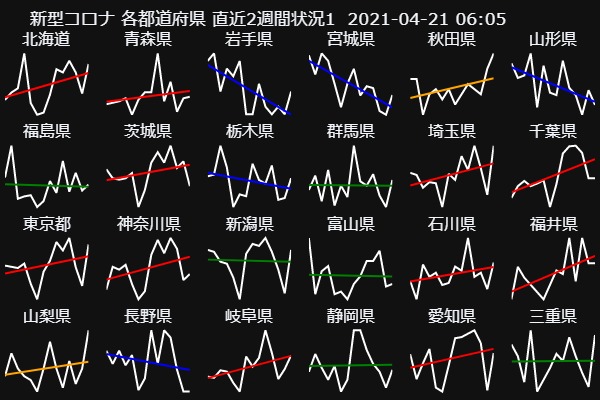 新型コロナ 各都道府県 直近2週間状況1 2021-04-21 06:05
北海道 青森県 岩手県 宮城県 秋田県 山形県
福島県 茨城県 栃木県 群馬県 埼玉県 千葉県
東京都 神奈川県 新潟県 富山県 石川県 福井県
山梨県 長野県 岐阜県 静岡県 愛知県 三重県